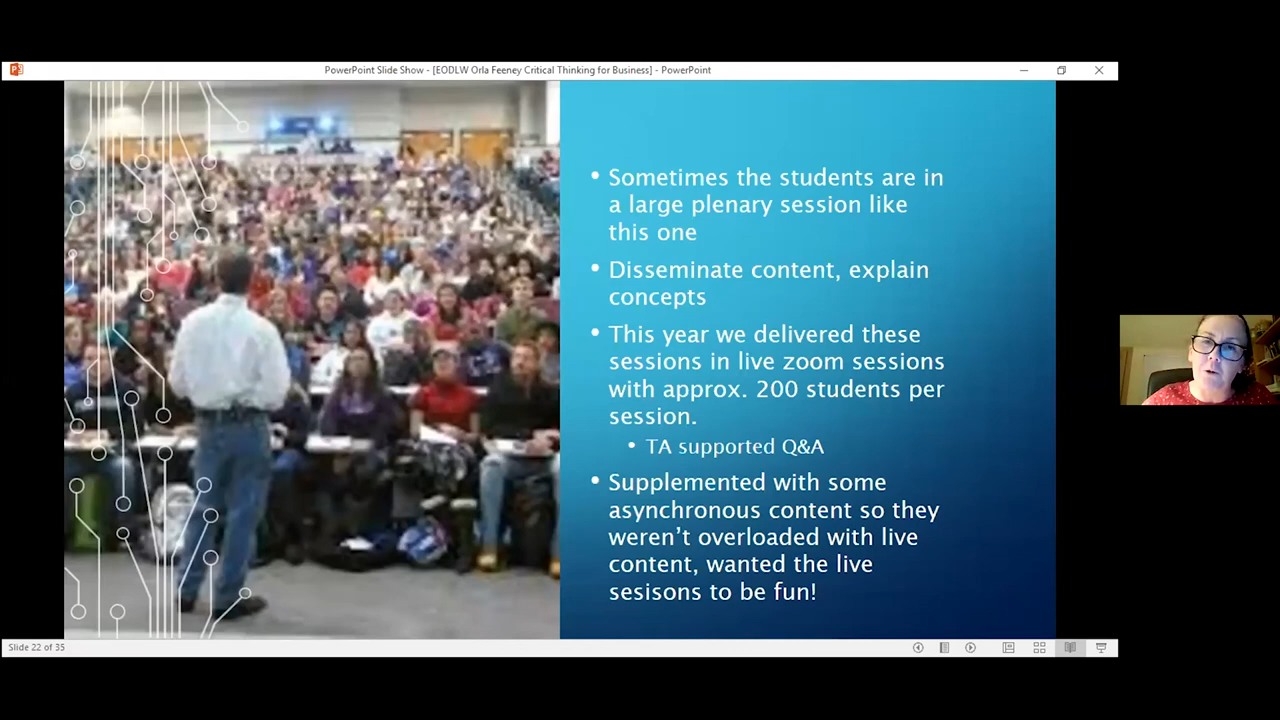 PowerPoint Slide Show - [EODLW Orla Feeney Critical Thinking for Business] - PowerPoint
• Sometimes the students are in
a large plenary session like
this one
• Disseminate content, explain
concepts
• This year we delivered these
sessions in live zoom sessions
with approx. 200 students per
session.
• TA supported Q&A
• Supplemented with some
asynchronous content so they
weren't overloaded with live
content, wanted the live
sesisons to be fun!
Slide 22 of 35